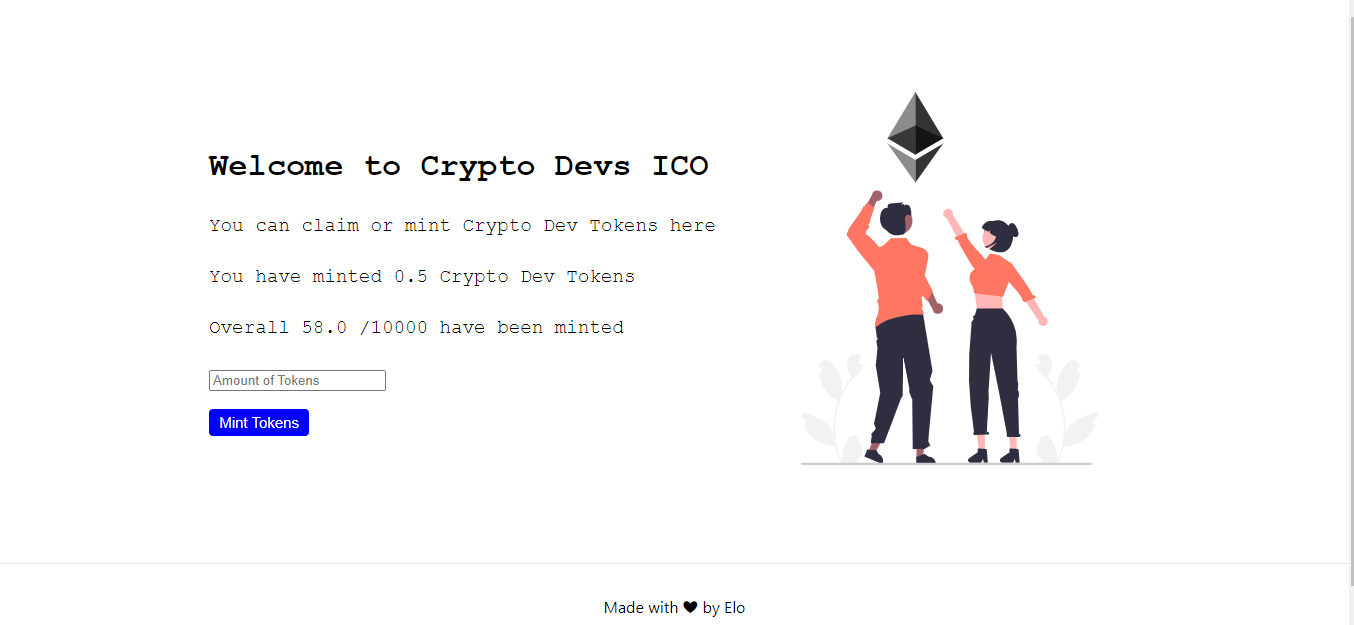 Welcome to Crypto Devs ICO
You can claim or mint Crypto Dev Tokens here
You have minted 0.5 Crypto Dev Tokens
Overall 58.0 /10000 have been minted
Amount of Tokens
Mint Tokens
Made with ❤ by Elo